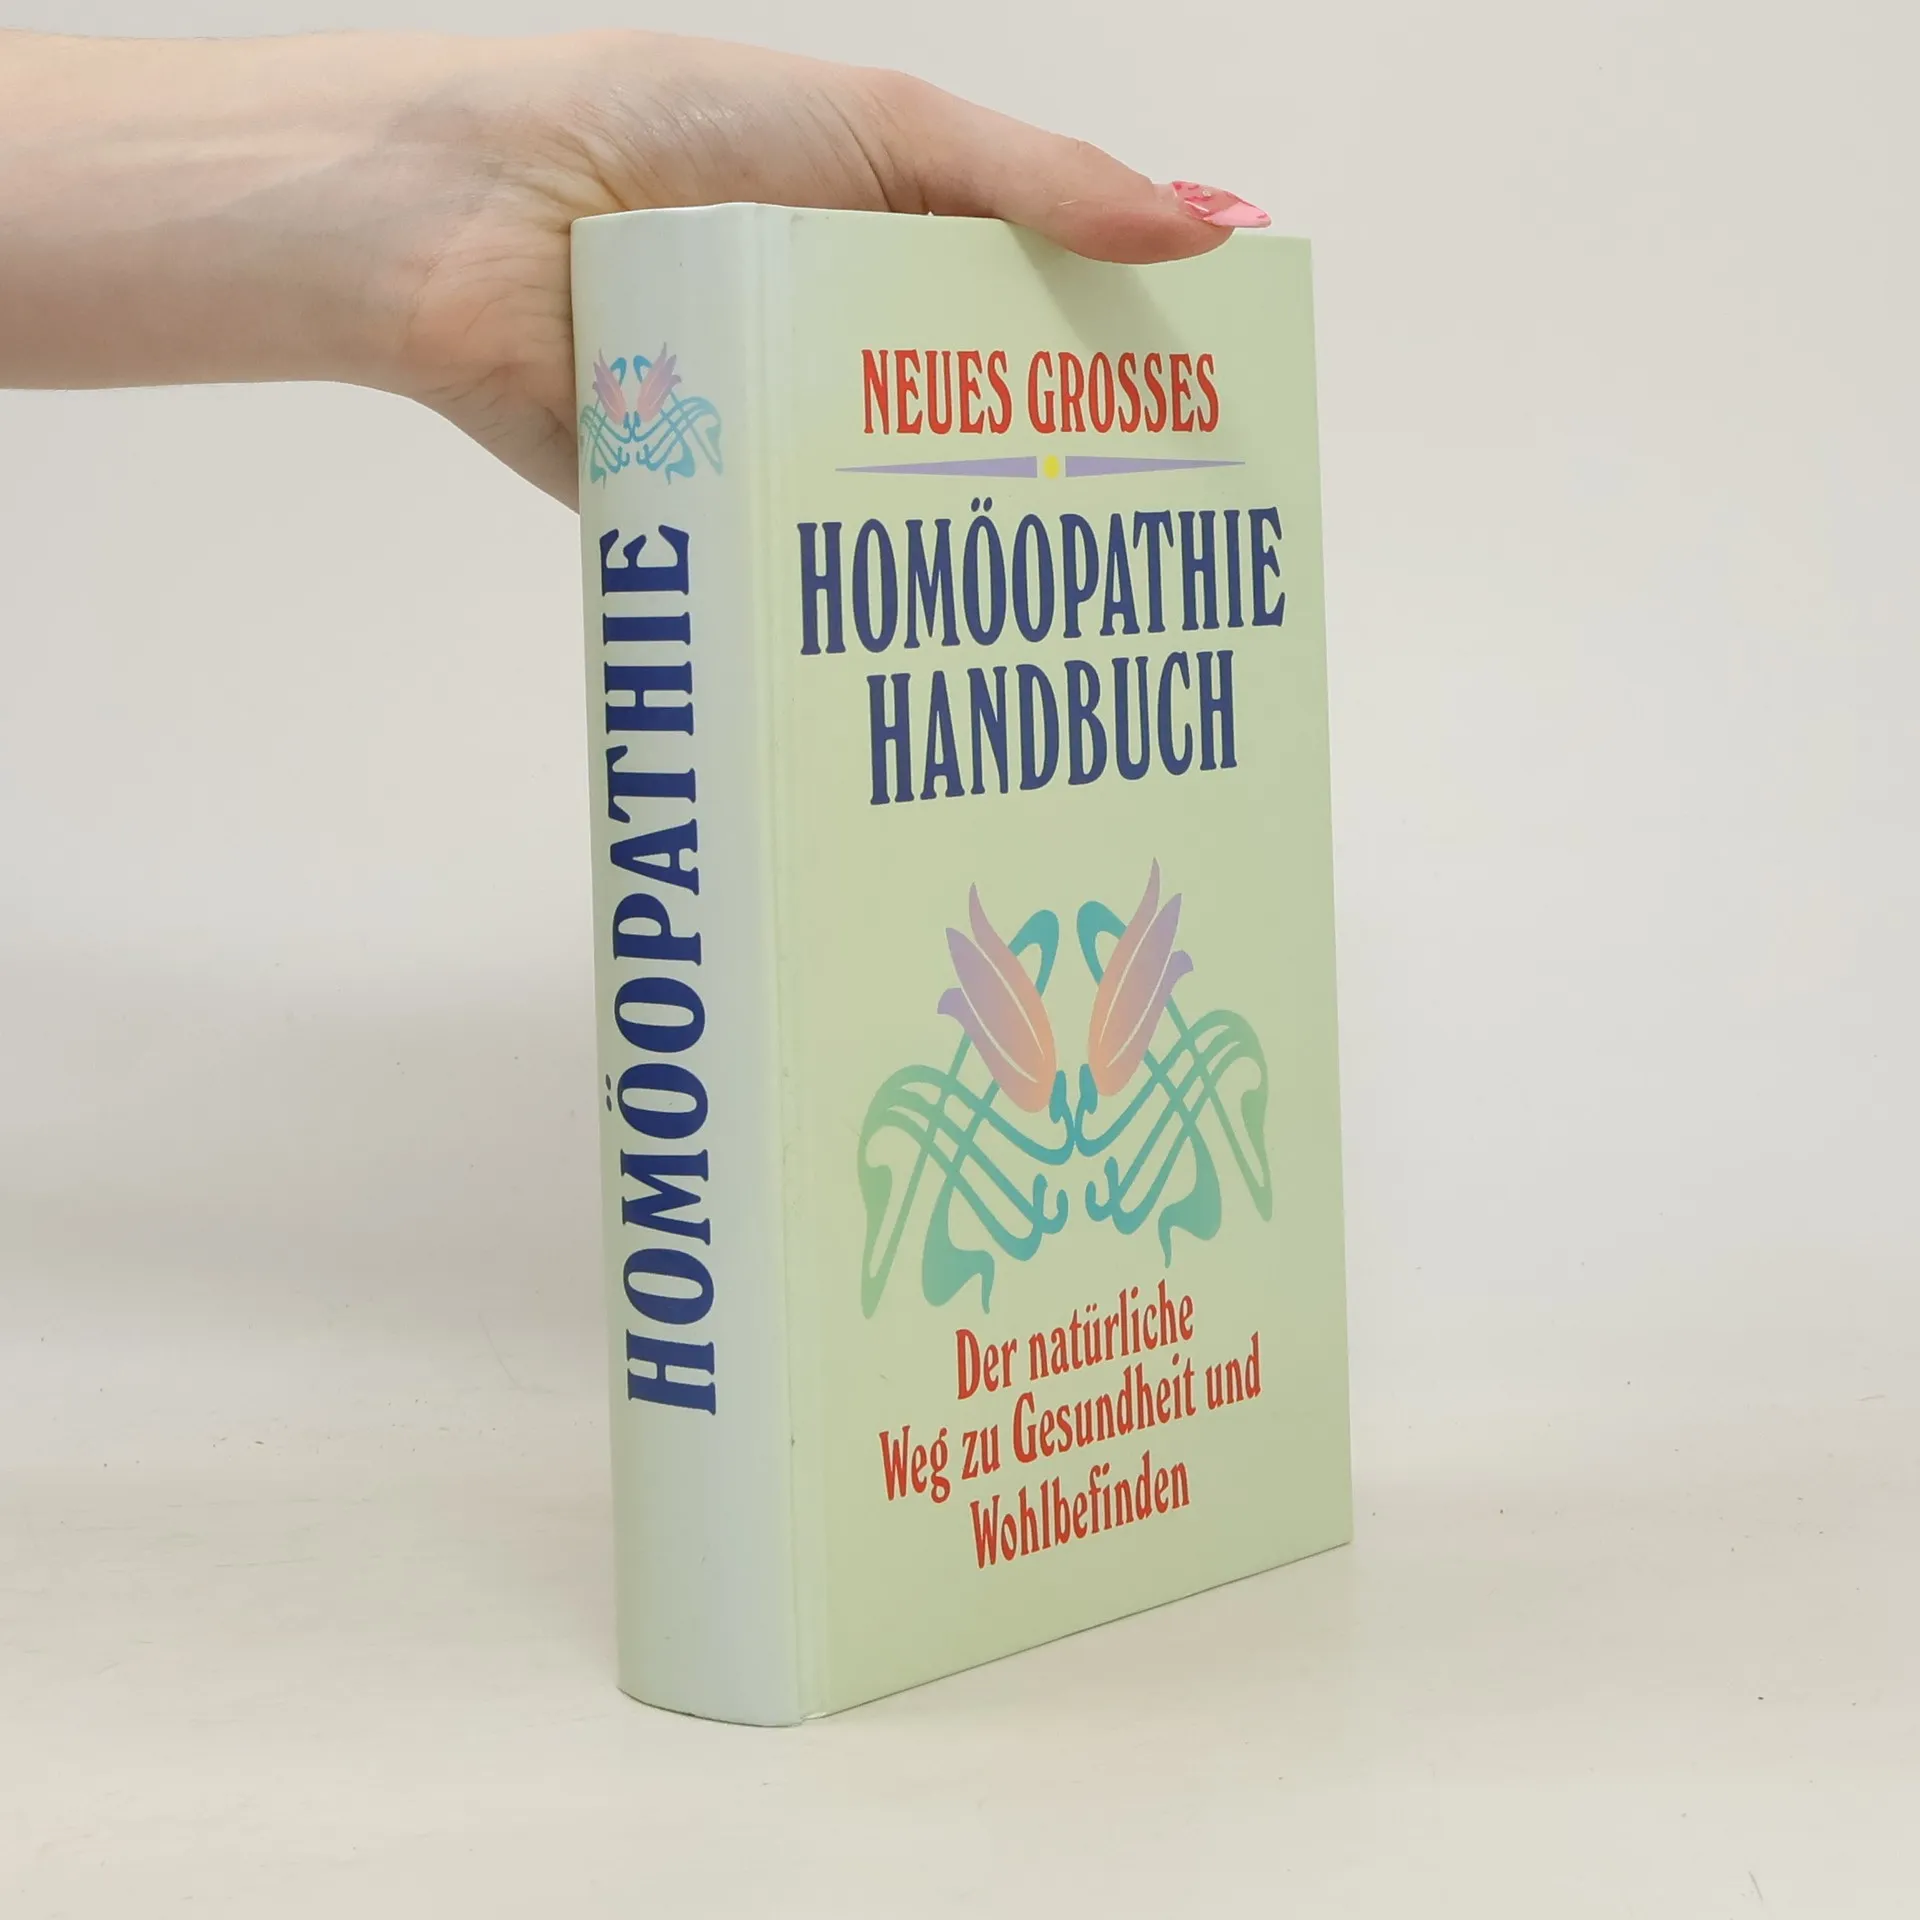 HOMÖOPATHIE
NEUES GROSSES
HOMÖOPATHIE
HANDBUCH
Der natürliche
Weg zu Gesundheit und
Wohlbefinden